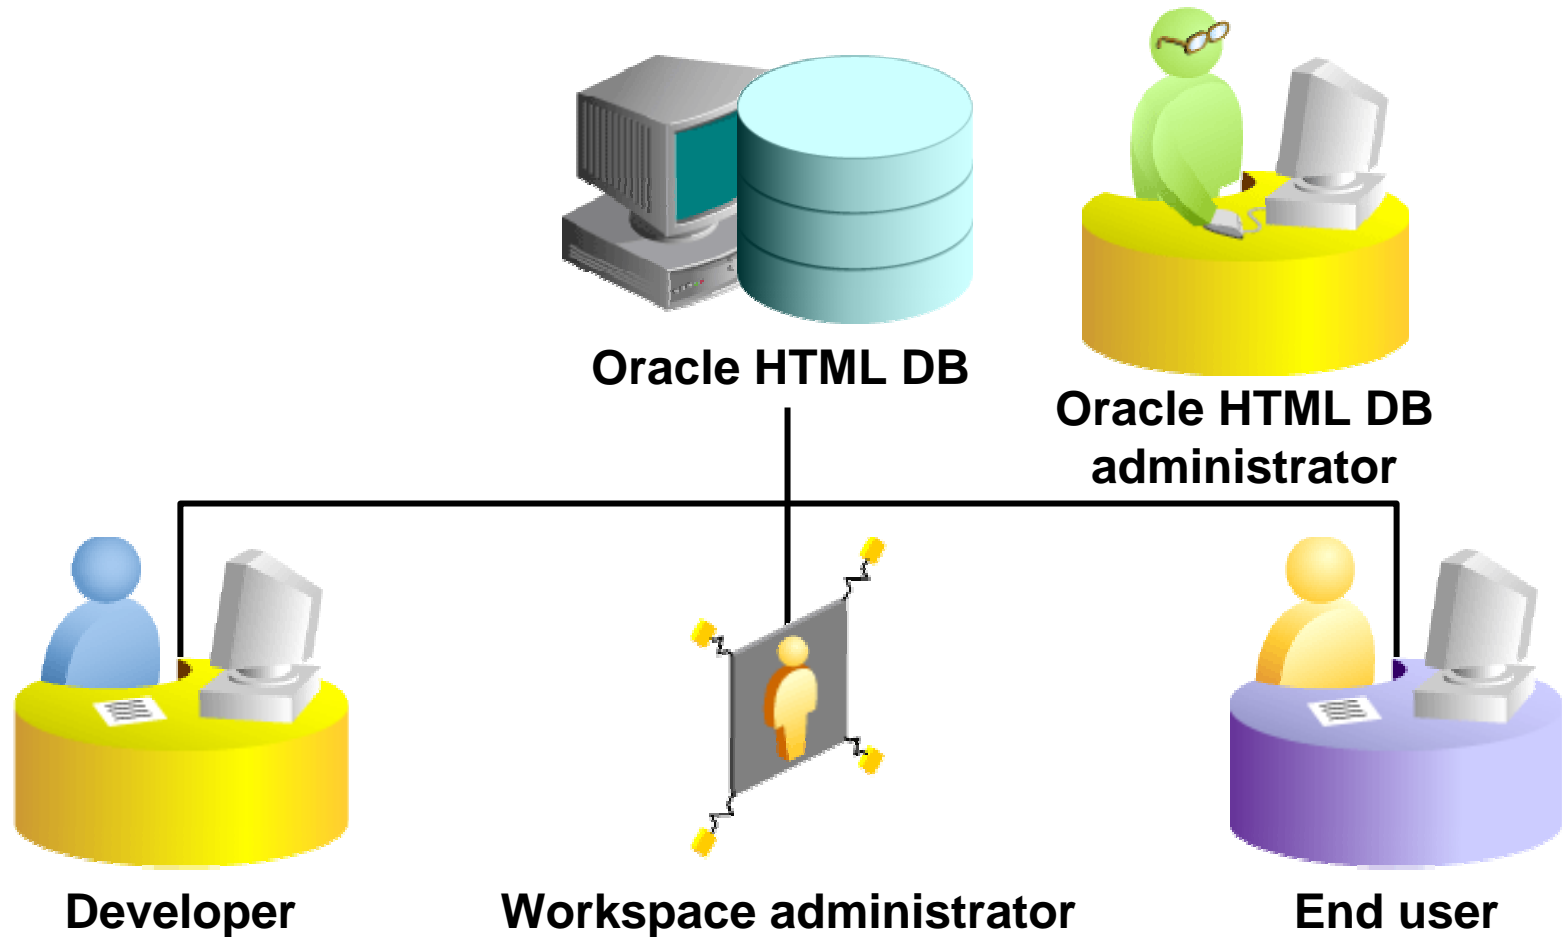 Oracle HTML DB
Oracle HTML DB
administrator
Developer
Workspace administrator
End user